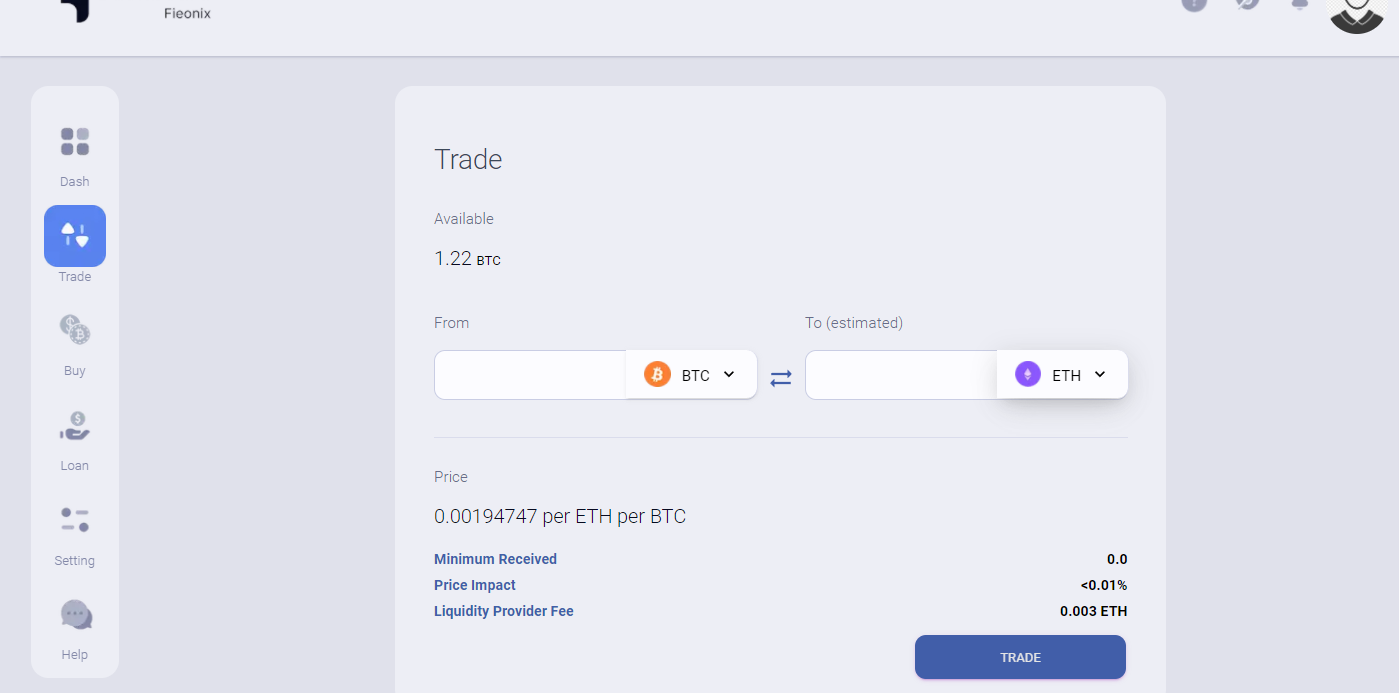 Fieonix
Dash
Trade
Buy
Loan
Setting
Help
Trade
Available
1.22 BTC
From
To (estimated)
BTC
ETH
Price
0.00194747 per ETH per BTC
Minimum Received 0.0
Price Impact <0.01%
Liquidity Provider Fee 0.003 ETH
TRADE